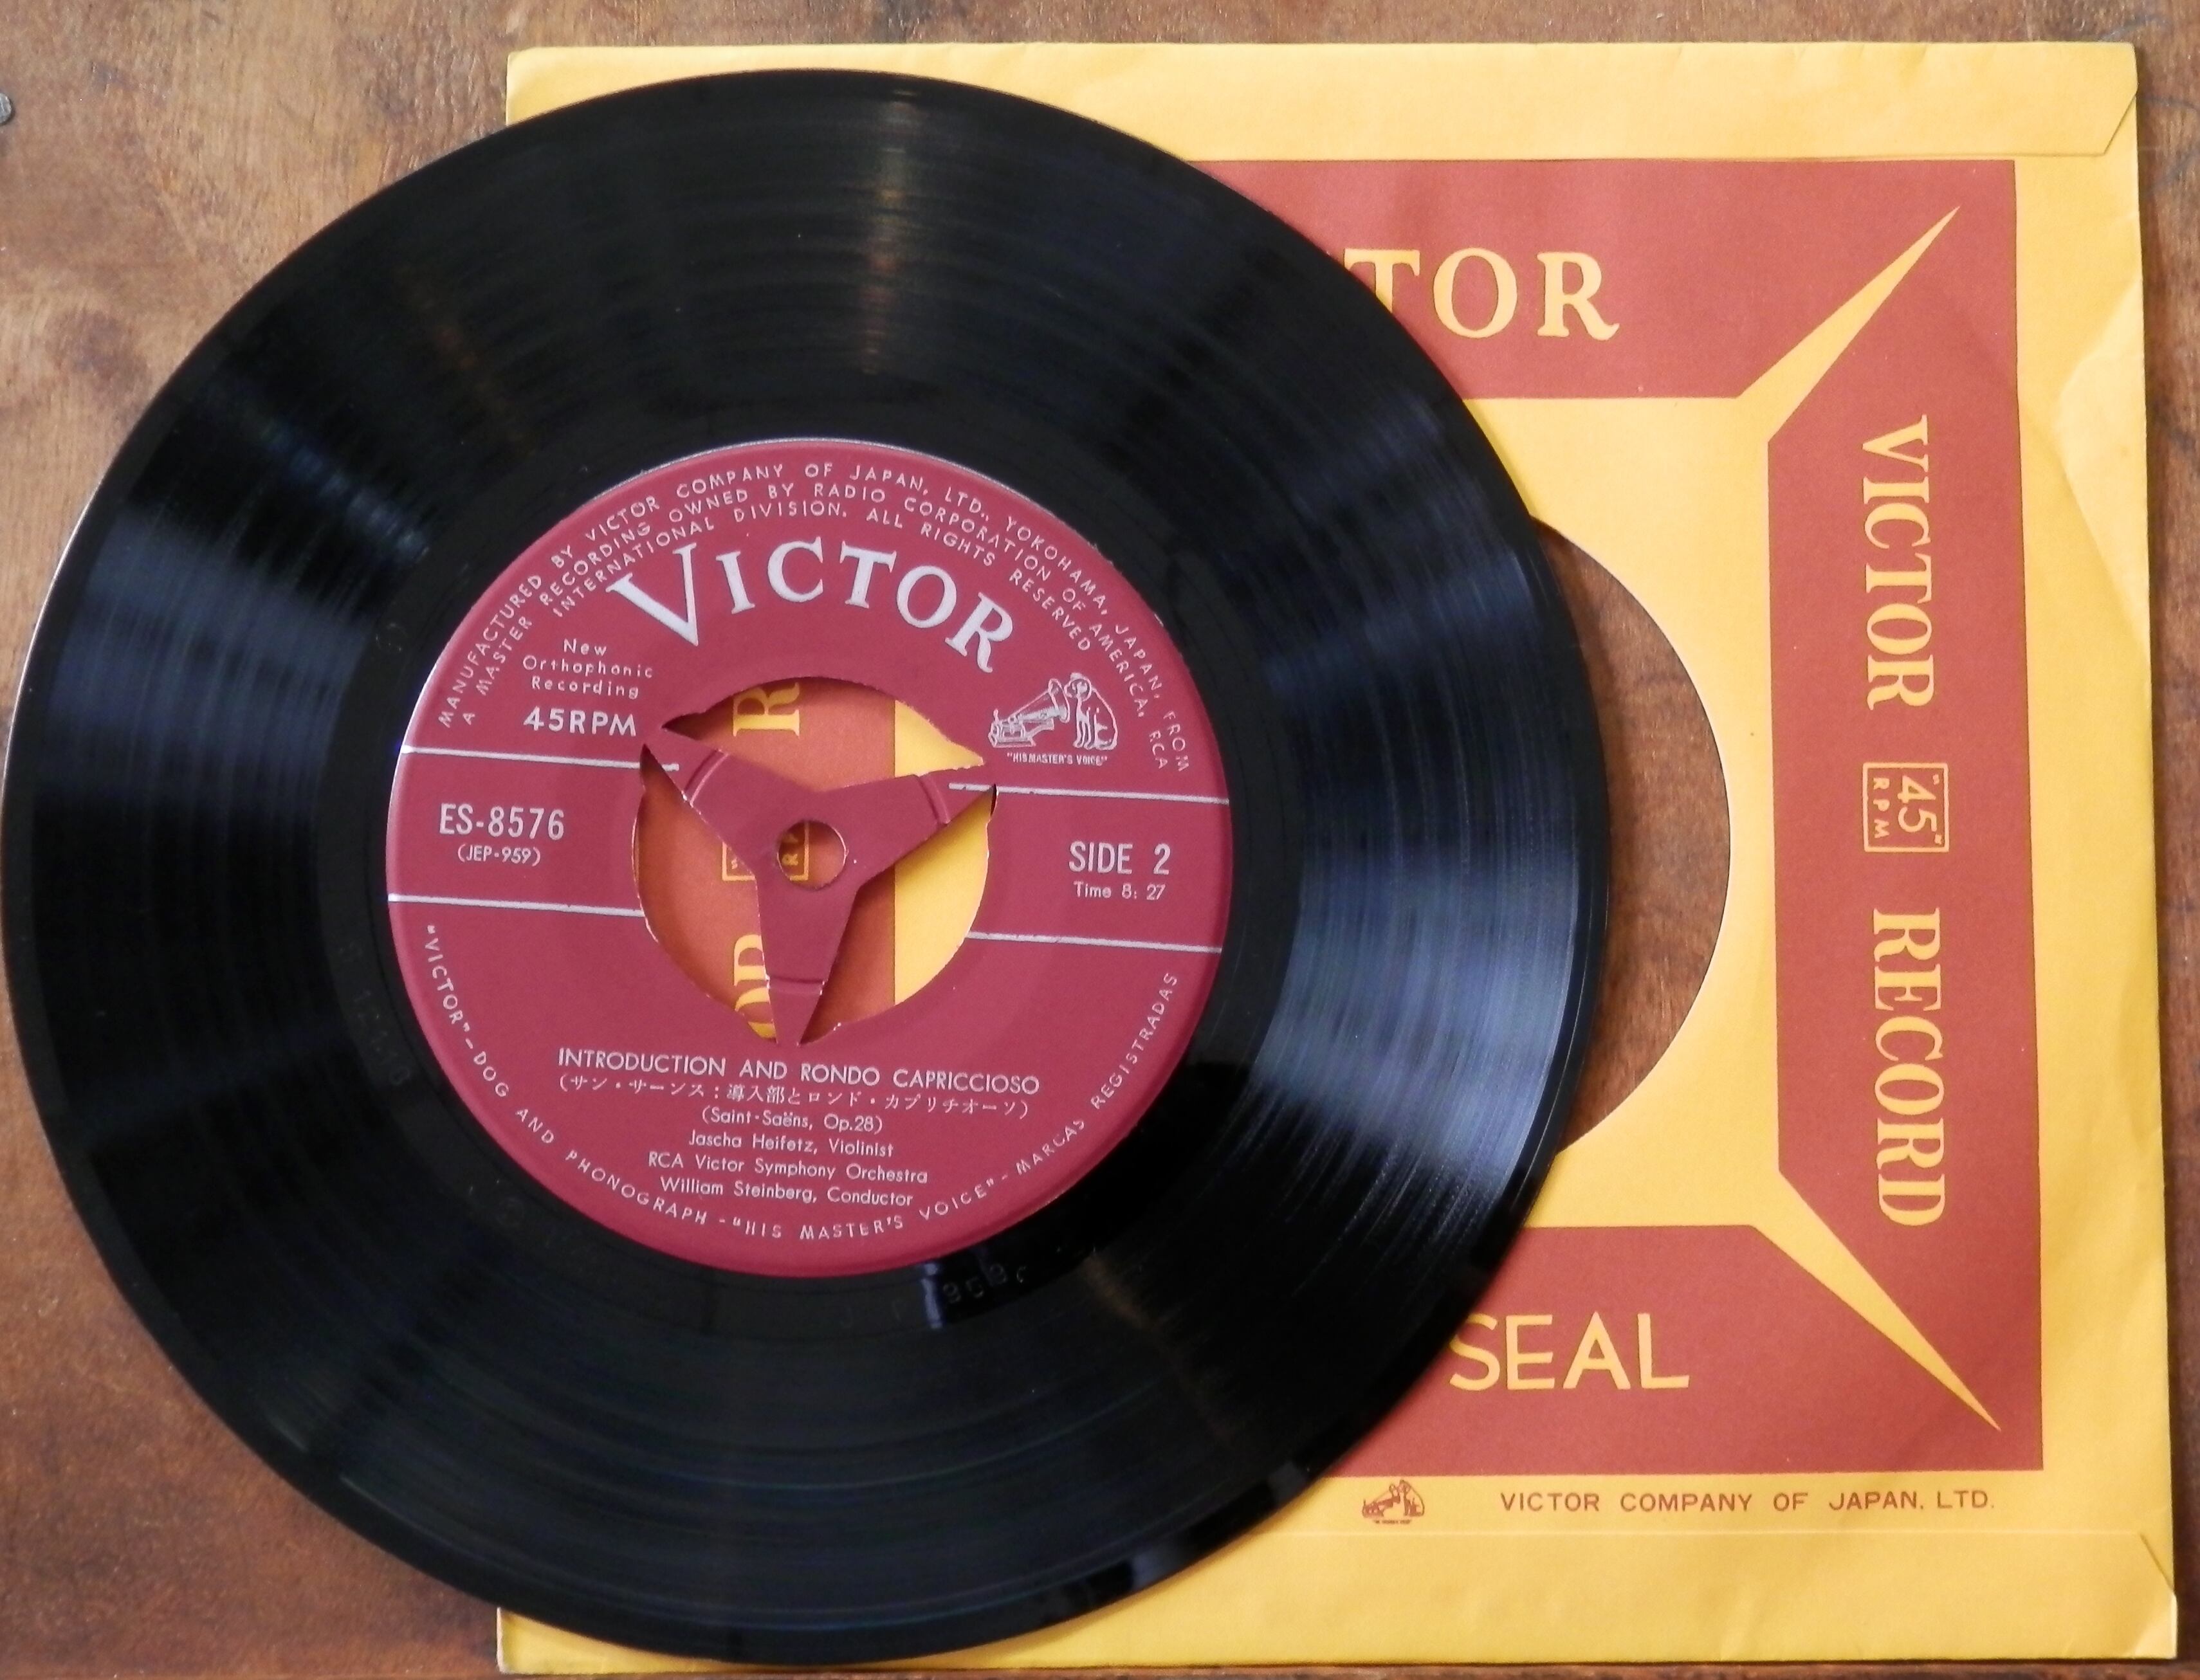 MANUFACTURED BY VICTOR COMPANY OF JAPAN, LTD., YOKOHAMA, JAPAN, FROM
A MASTER RECORDING OWNED BY RADIO CORPORATION OF AMERICA, RCA
INTERNATIONAL DIVISION. ALL RIGHTS RESERVED
VICTOR
New
Orthophonic
Recording
45RPM
"HIS MASTER'S VOICE"
ES-8576
(JEP-959)
SIDE 2
Time 8: 27
INTRODUCTION AND RONDO CAPRICCIOSO
(サン・サーンス：導入部とロンド・カプリチオーソ)
(Saint-Saëns, Op.28)
Jascha Heifetz, Violinist
RCA Victor Symphony Orchestra
William Steinberg, Conductor
"VICTOR"-DOG AND PHONOGRAPH-"HIS MASTER'S VOICE"-MARCAS REGISTRADAS
TOR
VICTOR "45" RPM RECORD
SEAL
VICTOR COMPANY OF JAPAN, LTD.